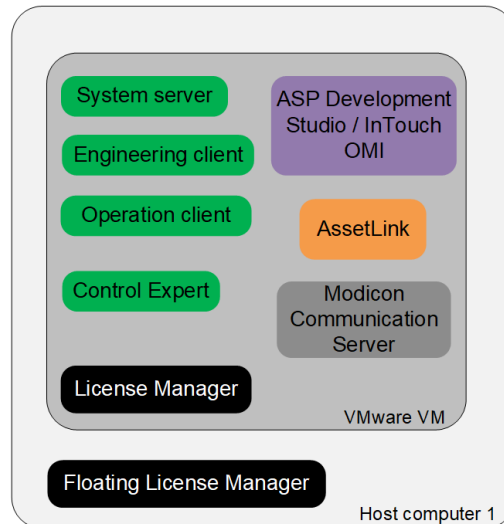 System server
Engineering client
Operation client
Control Expert
License Manager
ASP Development
Studio / InTouch
OMI
AssetLink
Modicon
Communication
Server
VMware VM
Floating License Manager
Host computer 1